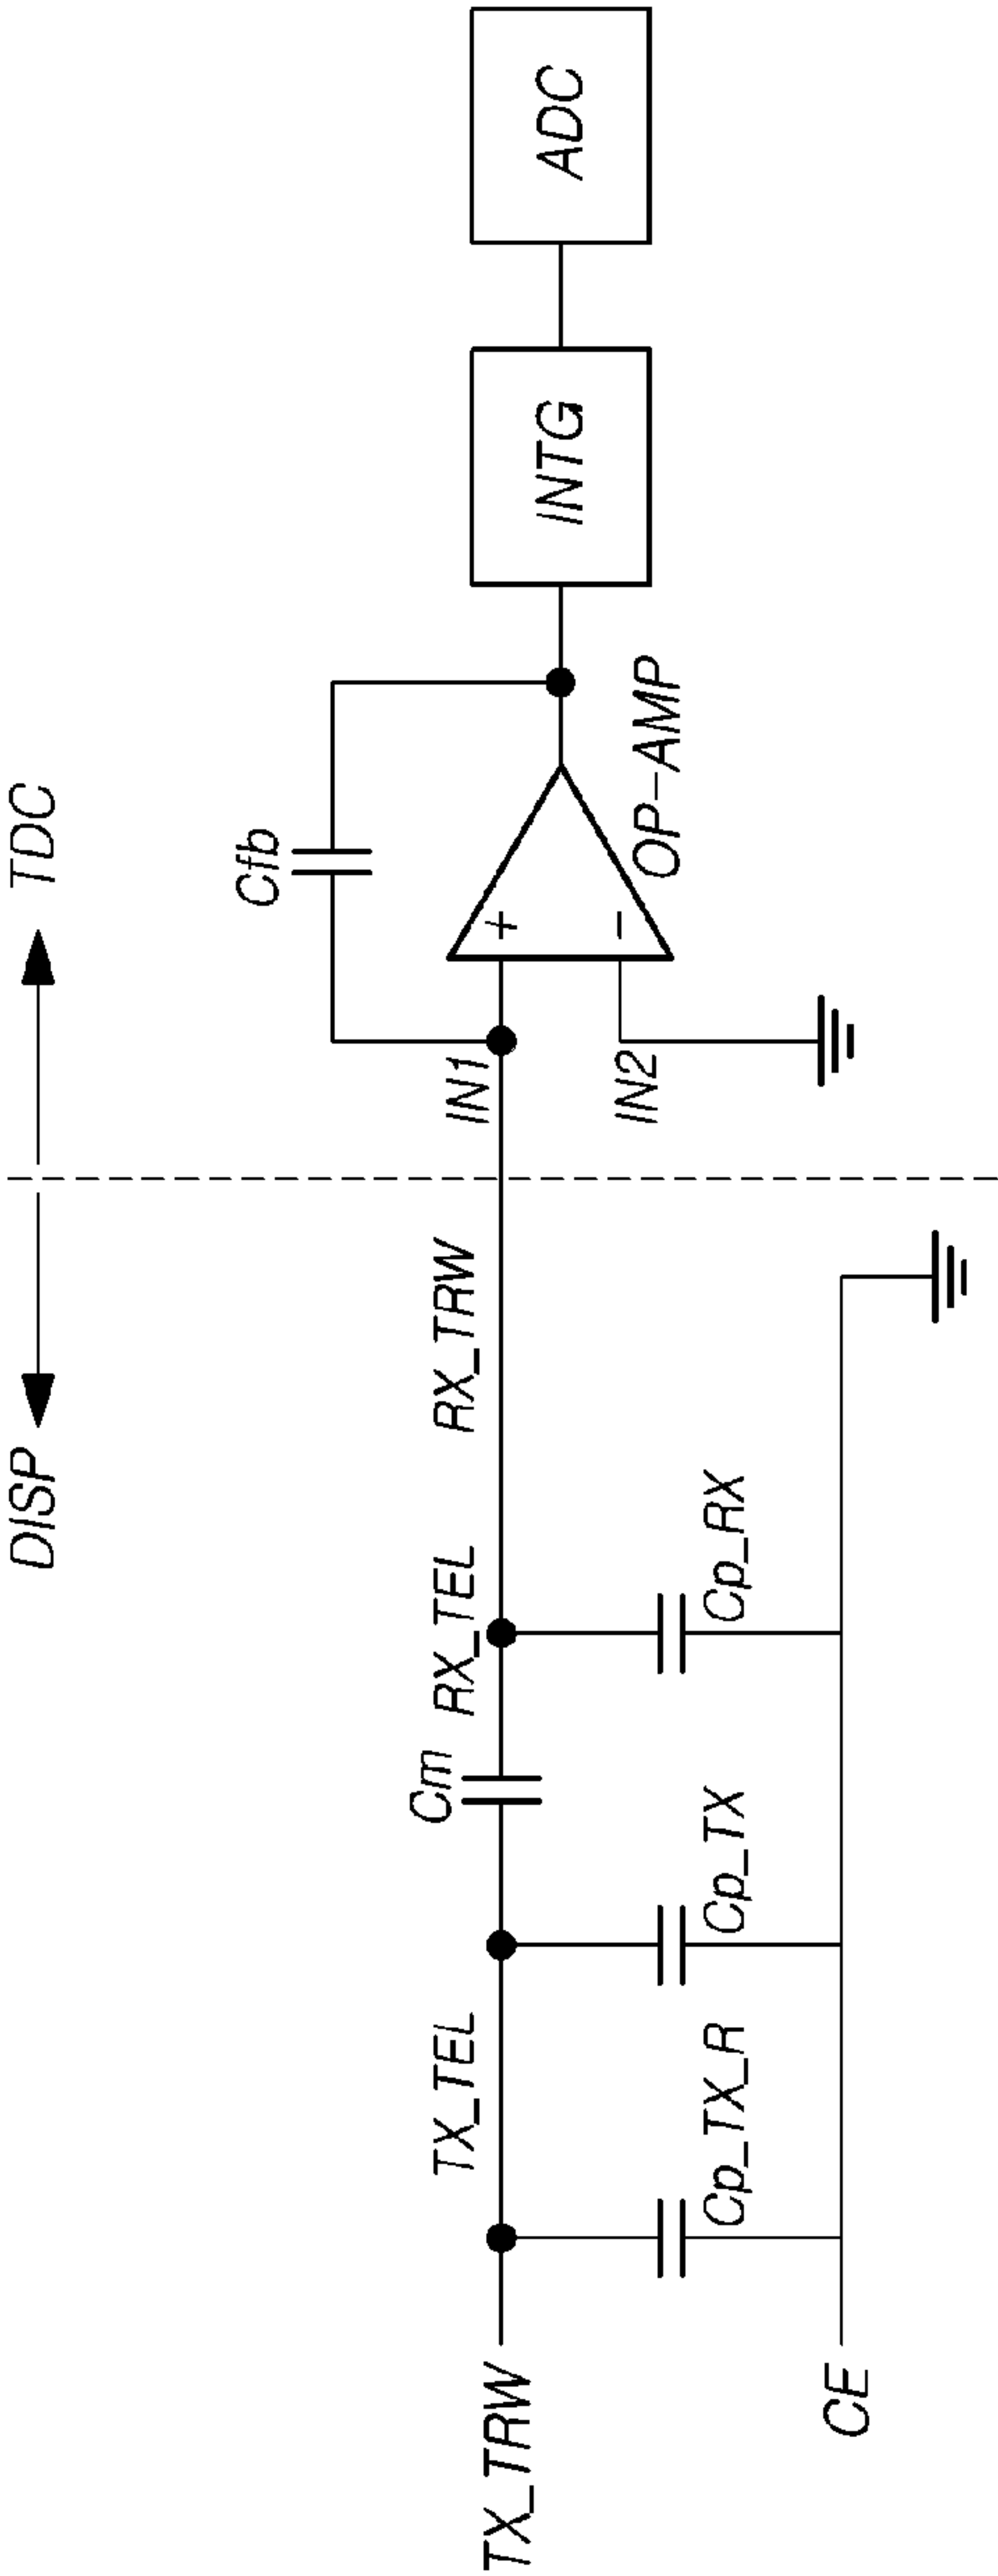 DISP
TDC
Cfb
TX_TRW
TX_TEL
Cm
RX_TEL
RX_TRW
IN1
+
−
IN2
OP-AMP
INTG
ADC
Cp_TX_R
Cp_TX
Cp_RX
CE